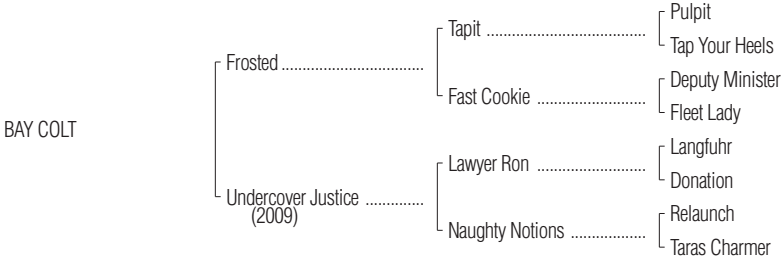 Pulpit
Tapit ....................................
Tap Your Heels
Frosted ................................
Deputy Minister
Fast Cookie ........................
Fleet Lady
BAY COLT
Langfuhr
Lawyer Ron ........................
Donation
Undercover Justice .............
(2009)
Relaunch
Naughty Notions .................
Taras Charmer